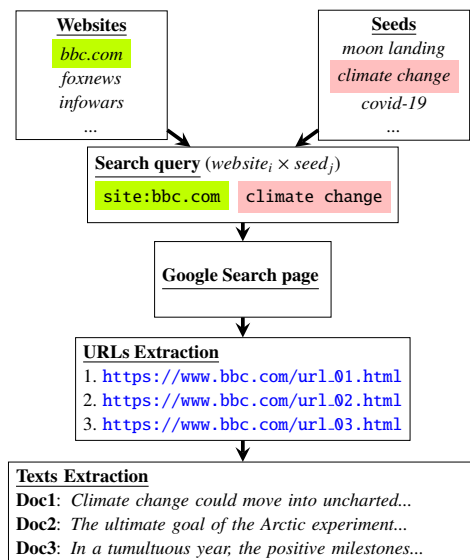 Websites
bbc.com
foxnews
infowars
...
Seeds
moon landing
climate change
covid-19
...
Search query (website_i × seed_j)
site:bbc.com climate change
Google Search page
URLs Extraction
1. https://www.bbc.com/url_01.html
2. https://www.bbc.com/url_02.html
3. https://www.bbc.com/url_03.html
Texts Extraction
Doc1: Climate change could move into uncharted...
Doc2: The ultimate goal of the Arctic experiment...
Doc3: In a tumultuous year, the positive milestones...